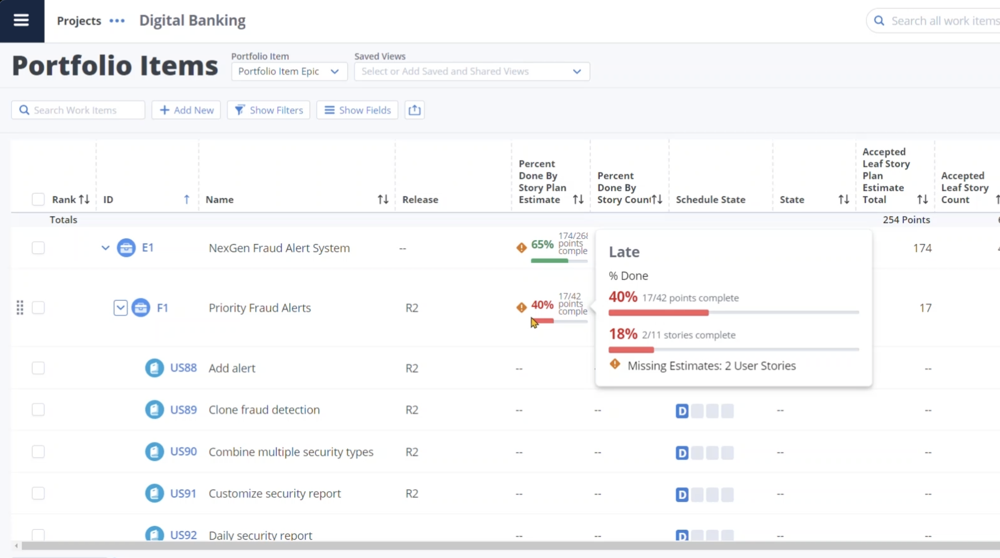 Projects ••• Digital Banking
Search all work items
Portfolio Items
Portfolio Item
Portfolio Item Epic
Saved Views
Select or Add Saved and Shared Views
Search Work Items
Add New
Show Filters
Show Fields
Rank
ID
Name
Release
Percent
Done By
Story Plan
Estimate
Percent
Done By
Story Count
Schedule State
State
Accepted
Leaf Story
Plan
Estimate
Total
Accepted
Leaf Story
Count
Totals
254 Points
E1
NexGen Fraud Alert System
--
65%
174/268
points
comple
174
F1
Priority Fraud Alerts
R2
40%
17/42
points
comple
17
Late
% Done
40% 17/42 points complete
18% 2/11 stories complete
Missing Estimates: 2 User Stories
US88 Add alert R2 -- --
US89 Clone fraud detection R2 -- -- D -- --
US90 Combine multiple security types R2 -- -- D -- --
US91 Customize security report R2 -- -- D -- --
US92 Daily security report -- -- D -- --